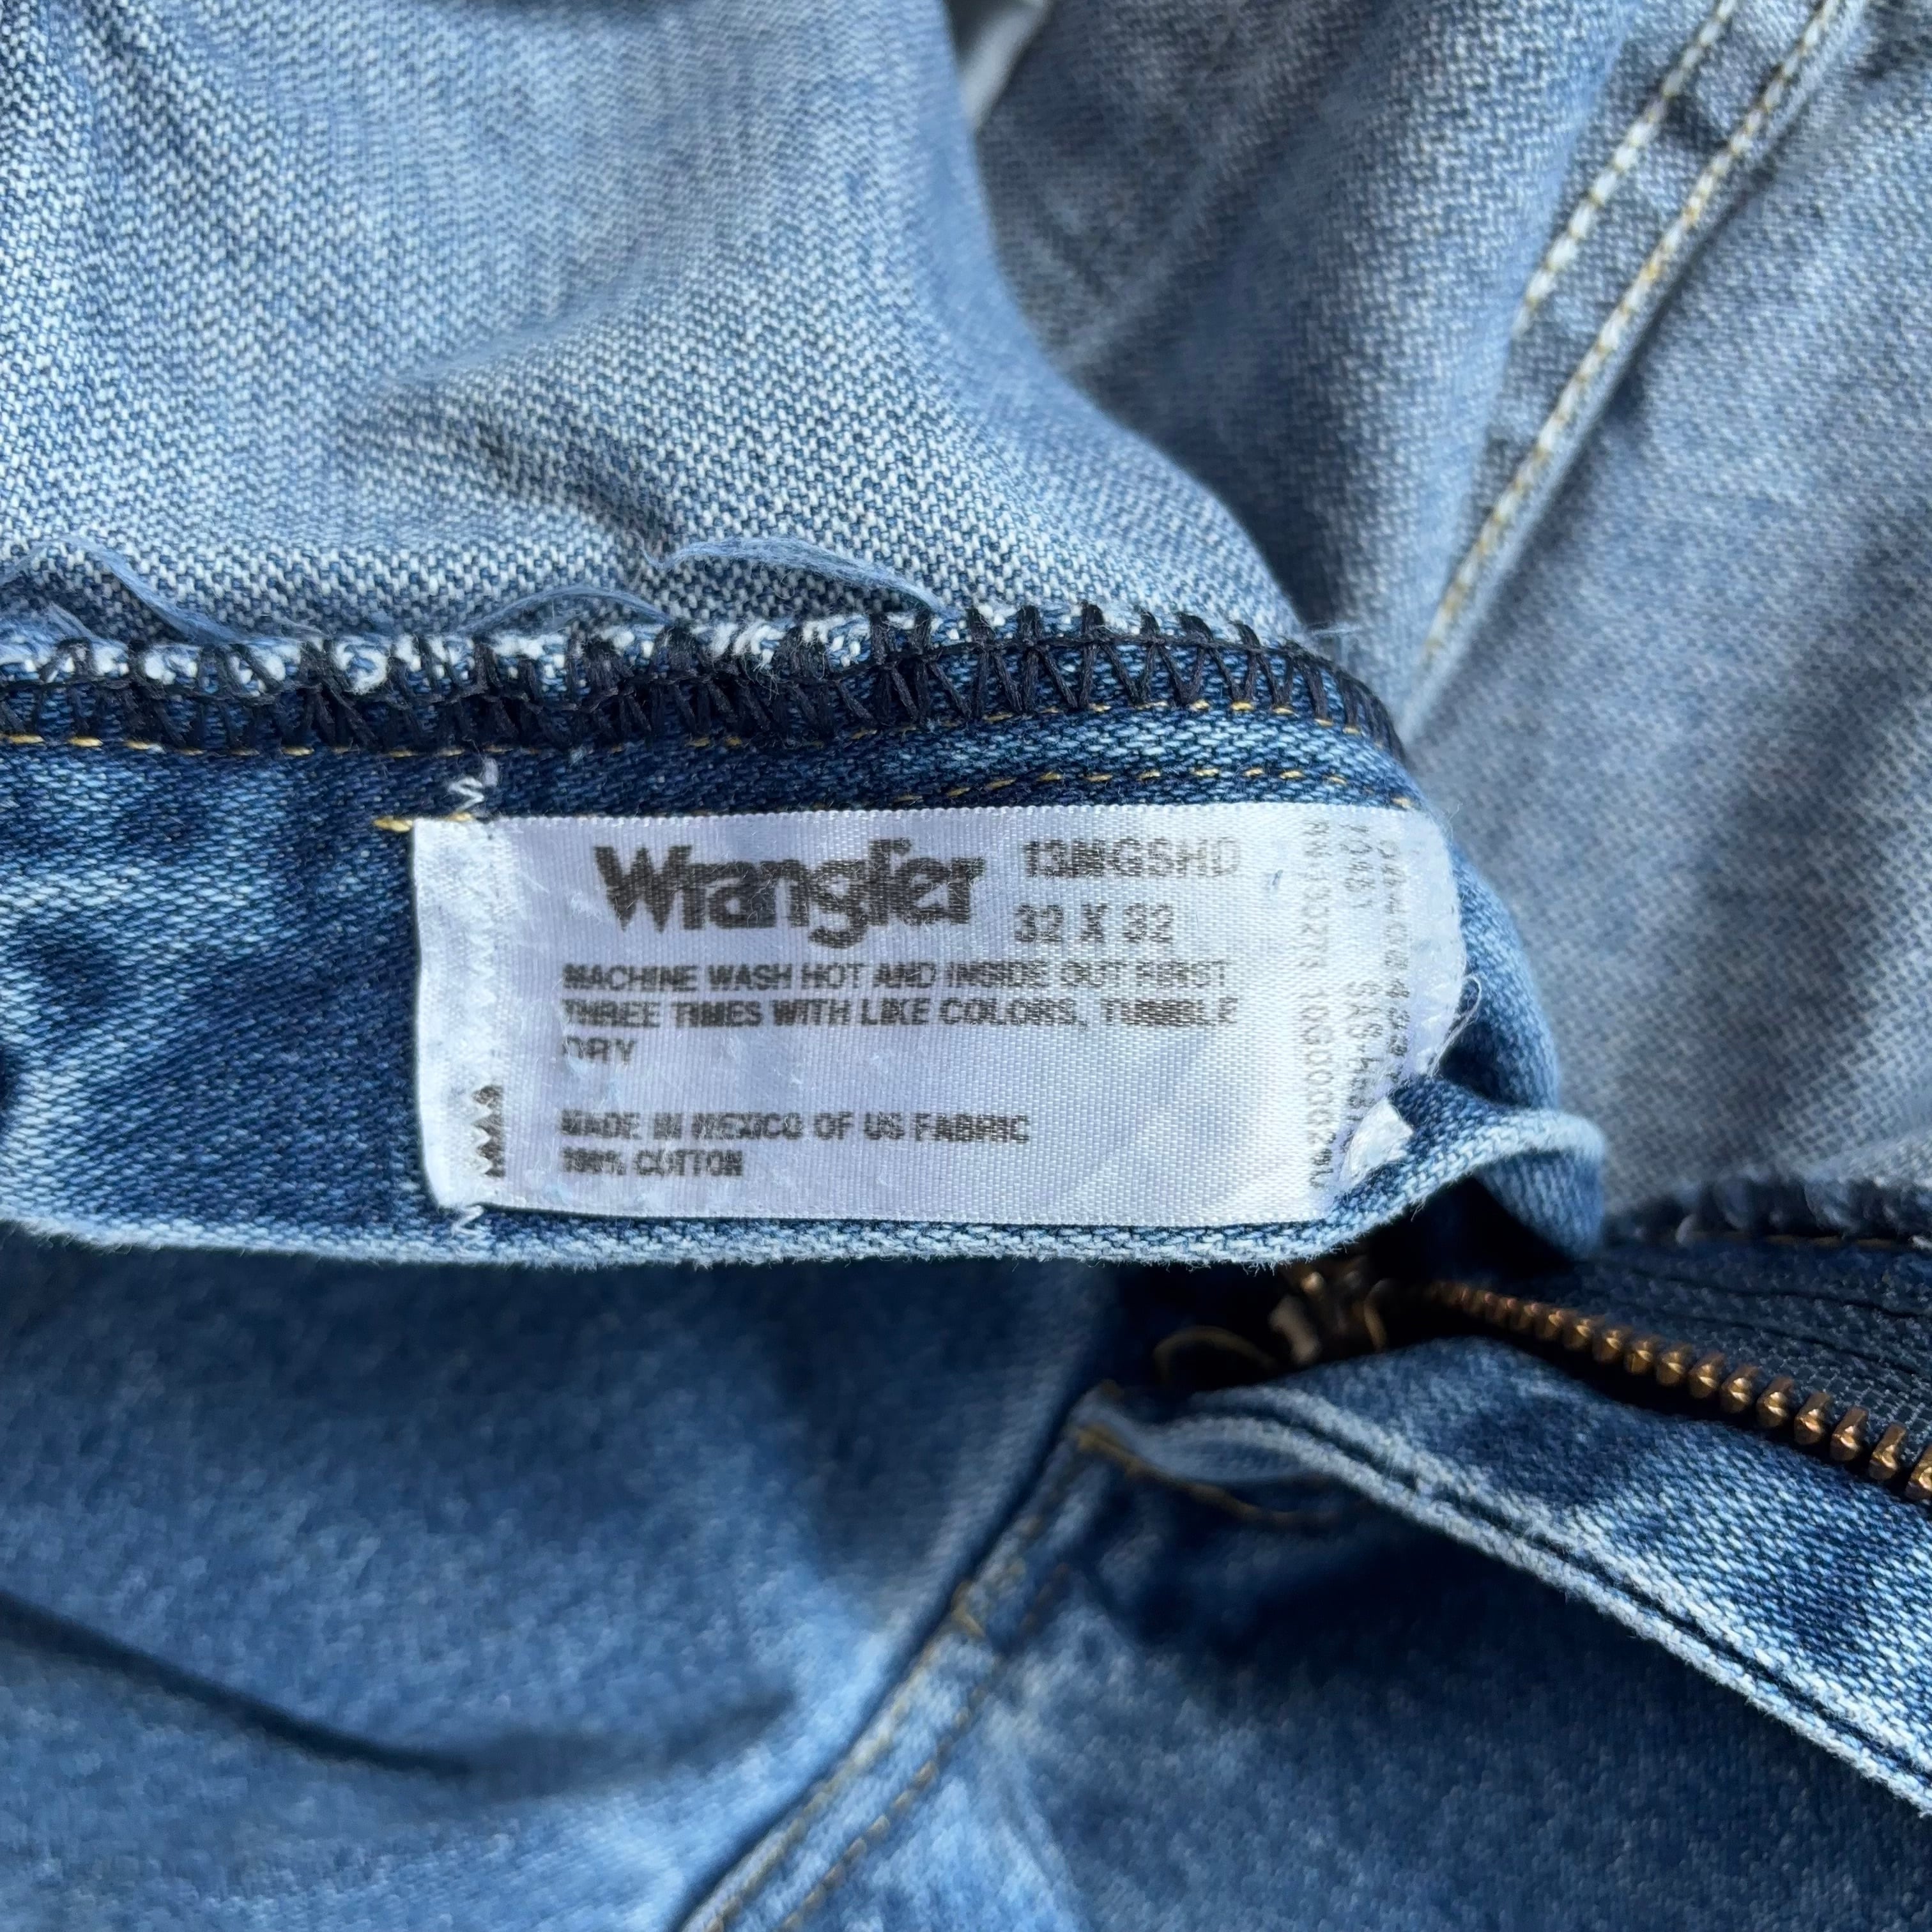 Wrangler
13MGSHD
32 X 32
MACHINE WASH HOT AND INSIDE OUT FIRST
THREE TIMES WITH LIKE COLORS, TUMBLE
DRY
MADE IN MEXICO OF US FABRIC
100% COTTON